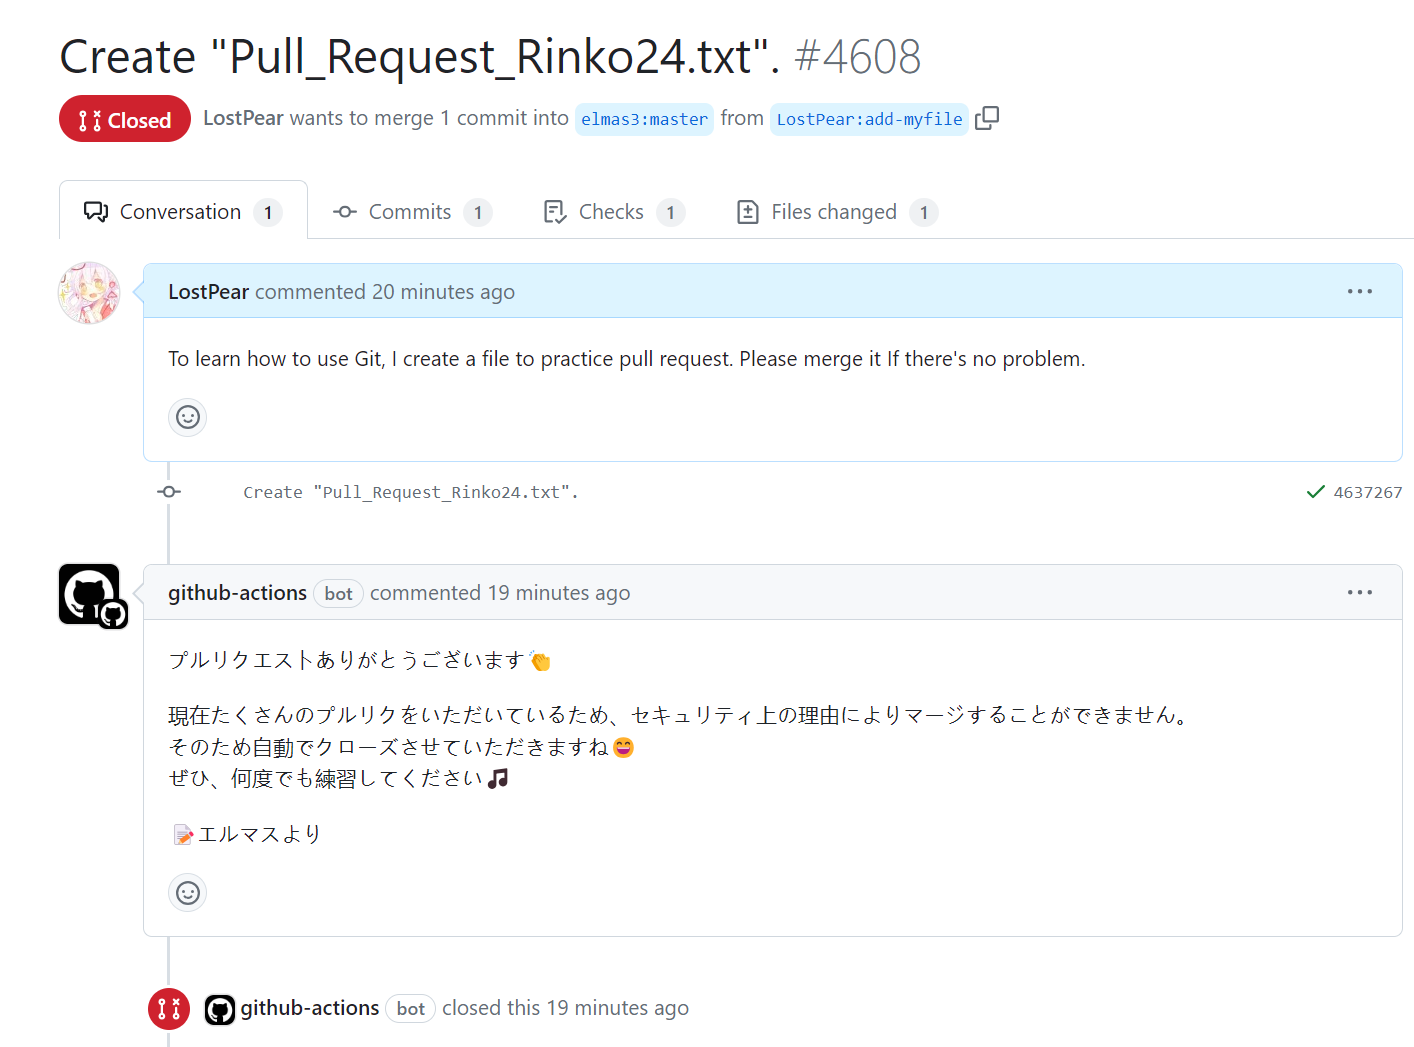 Create "Pull_Request_Rinko24.txt". #4608
Closed LostPear wants to merge 1 commit into elmas3:master from LostPear:add-myfile
Conversation 1 Commits 1 Checks 1 Files changed 1
LostPear commented 20 minutes ago
To learn how to use Git, I create a file to practice pull request. Please merge it If there's no problem.
Create "Pull_Request_Rinko24.txt". 4637267
github-actions bot commented 19 minutes ago
プルリクエストありがとうございます👏
現在たくさんのプルリクをいただいているため、セキュリティ上の理由によりマージすることができません。
そのため自動でクローズさせていただきますね😄
ぜひ、何度でも練習してください🎵
📝エルマスより
github-actions bot closed this 19 minutes ago